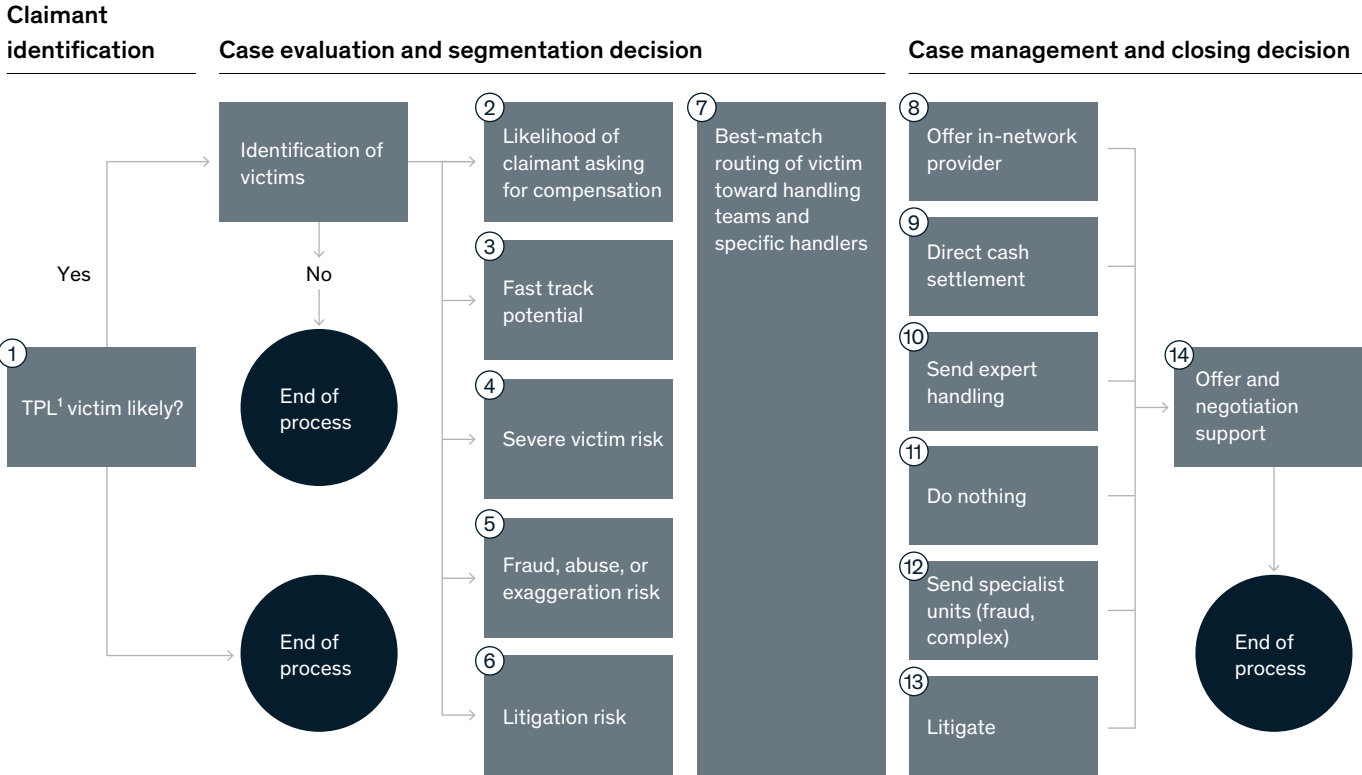 Claimant
identification
Case evaluation and segmentation decision
Case management and closing decision
Yes
1
TPL¹ victim likely?
Identification of
victims
No
End of
process
End of
process
2
Likelihood of
claimant asking
for compensation
3
Fast track
potential
4
Severe victim risk
5
Fraud, abuse, or
exaggeration risk
6
Litigation risk
7
Best-match
routing of victim
toward handling
teams and
specific handlers
8
Offer in-network
provider
9
Direct cash
settlement
10
Send expert
handling
11
Do nothing
12
Send specialist
units (fraud,
complex)
13
Litigate
14
Offer and
negotiation
support
End of
process